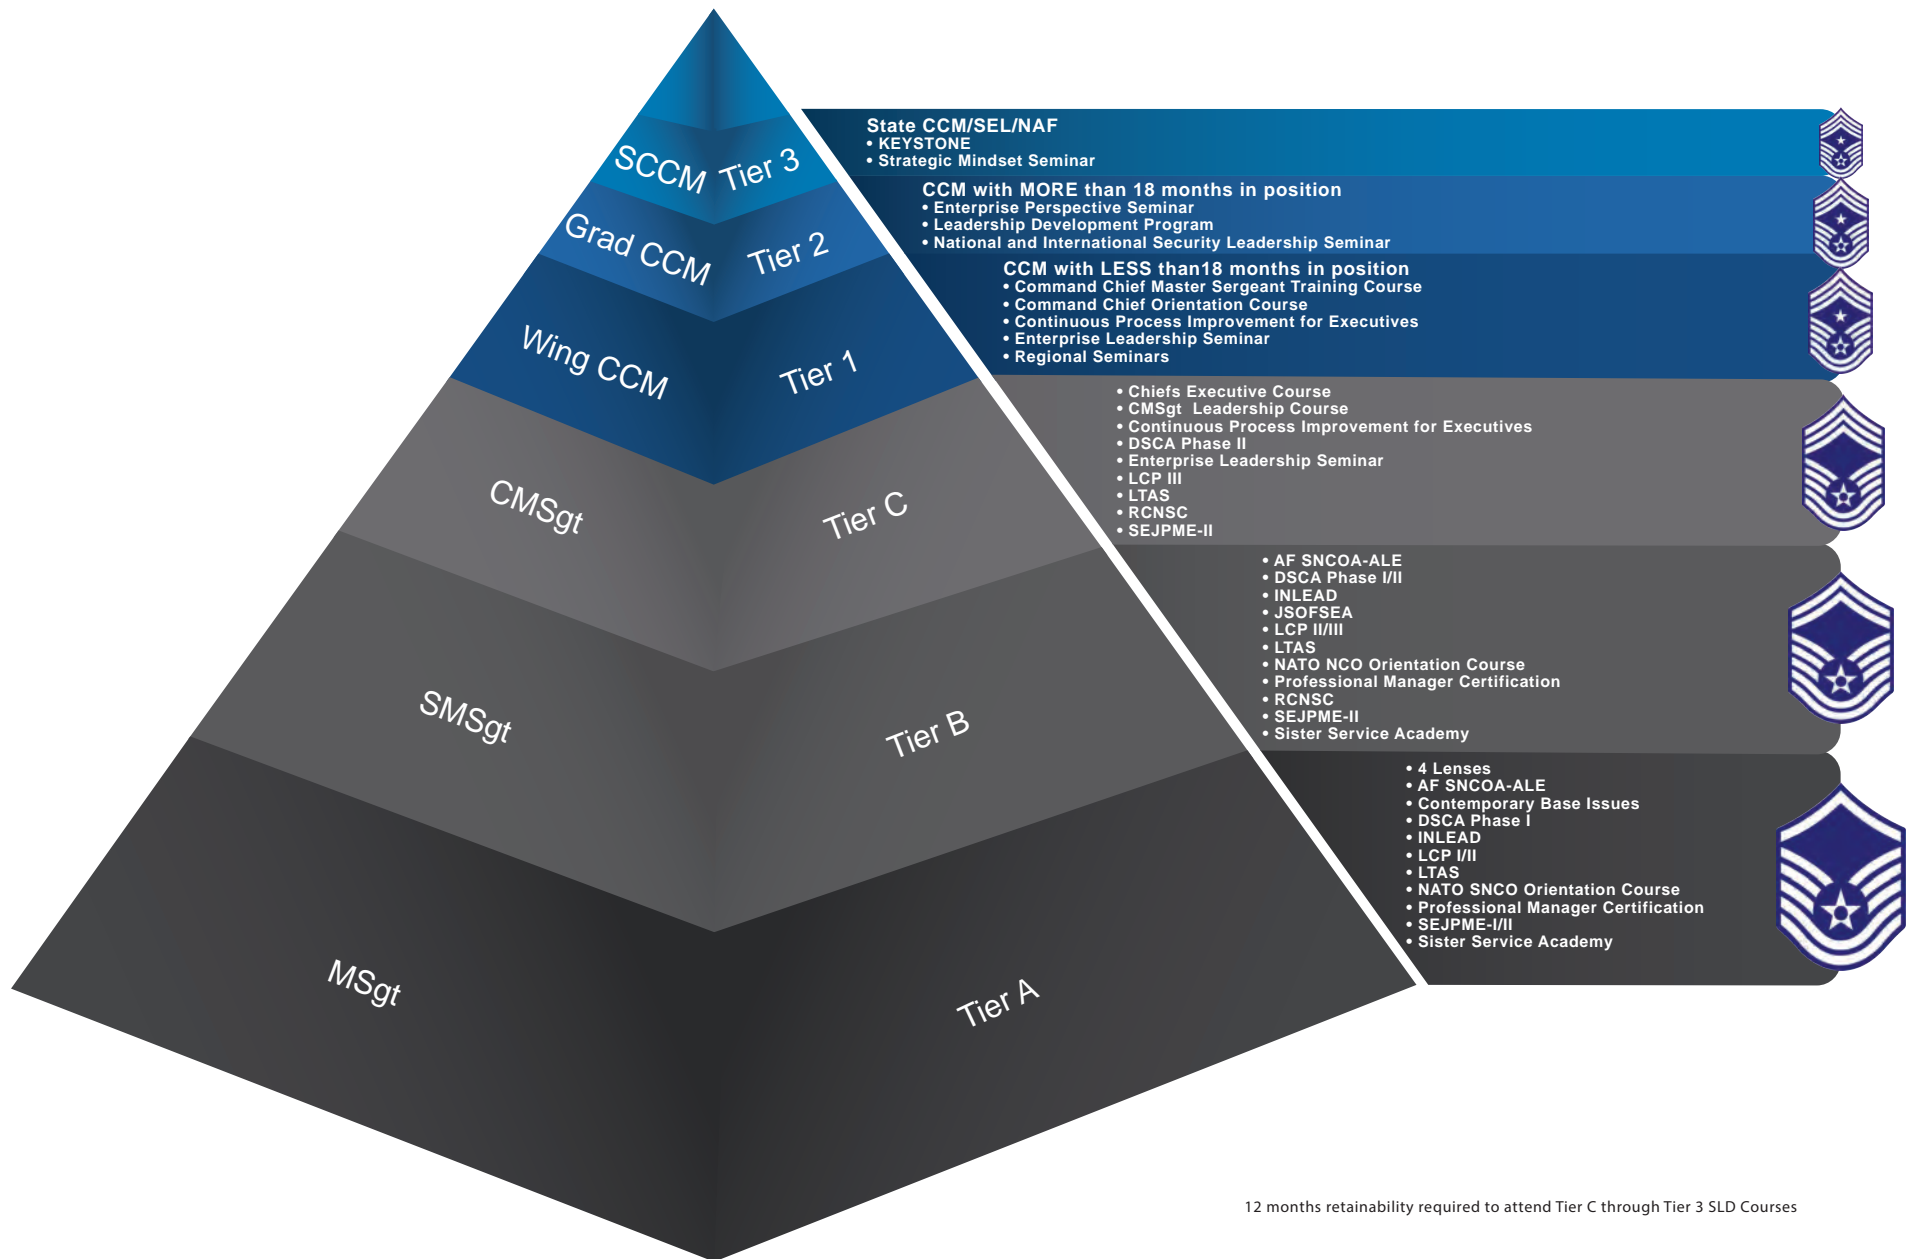 SCCM Tier 3
State CCM/SEL/NAF
• KEYSTONE
• Strategic Mindset Seminar
Grad CCM Tier 2
CCM with MORE than 18 months in position
• Enterprise Perspective Seminar
• Leadership Development Program
• National and International Security Leadership Seminar
Wing CCM Tier 1
CCM with LESS than18 months in position
• Command Chief Master Sergeant Training Course
• Command Chief Orientation Course
• Continuous Process Improvement for Executives
• Enterprise Leadership Seminar
• Regional Seminars
CMSgt Tier C
• Chiefs Executive Course
• CMSgt  Leadership Course
• Continuous Process Improvement for Executives
• DSCA Phase II
• Enterprise Leadership Seminar
• LCP III
• LTAS
• RCNSC
• SEJPME-II
SMSgt Tier B
• AF SNCOA-ALE
• DSCA Phase I/II
• INLEAD
• JSOFSEA
• LCP II/III
• LTAS
• NATO NCO Orientation Course
• Professional Manager Certification
• RCNSC
• SEJPME-II
• Sister Service Academy
MSgt Tier A
• 4 Lenses
• AF SNCOA-ALE
• Contemporary Base Issues
• DSCA Phase I
• INLEAD
• LCP I/II
• LTAS
• NATO SNCO Orientation Course
• Professional Manager Certification
• SEJPME-I/II
• Sister Service Academy
12 months retainability required to attend Tier C through Tier 3 SLD Courses